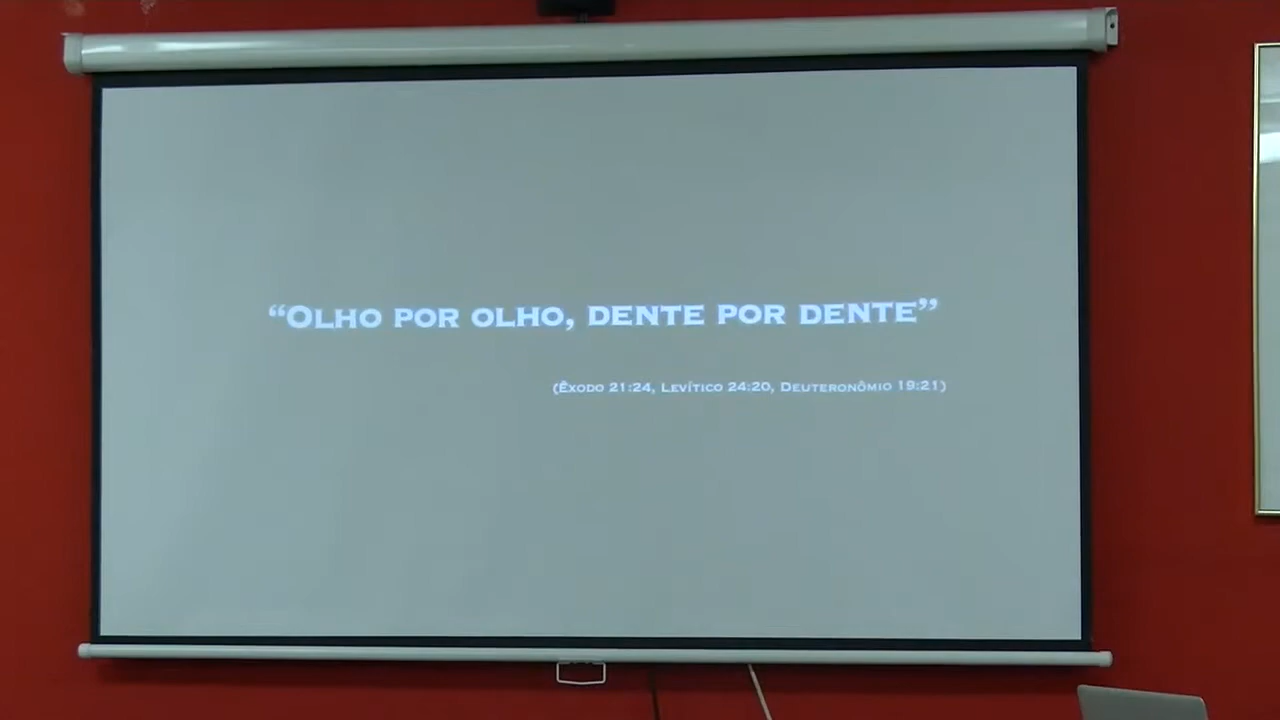 “Olho por olho, dente por dente”
(Êxodo 21:24, Levítico 24:20, Deuteronômio 19:21)